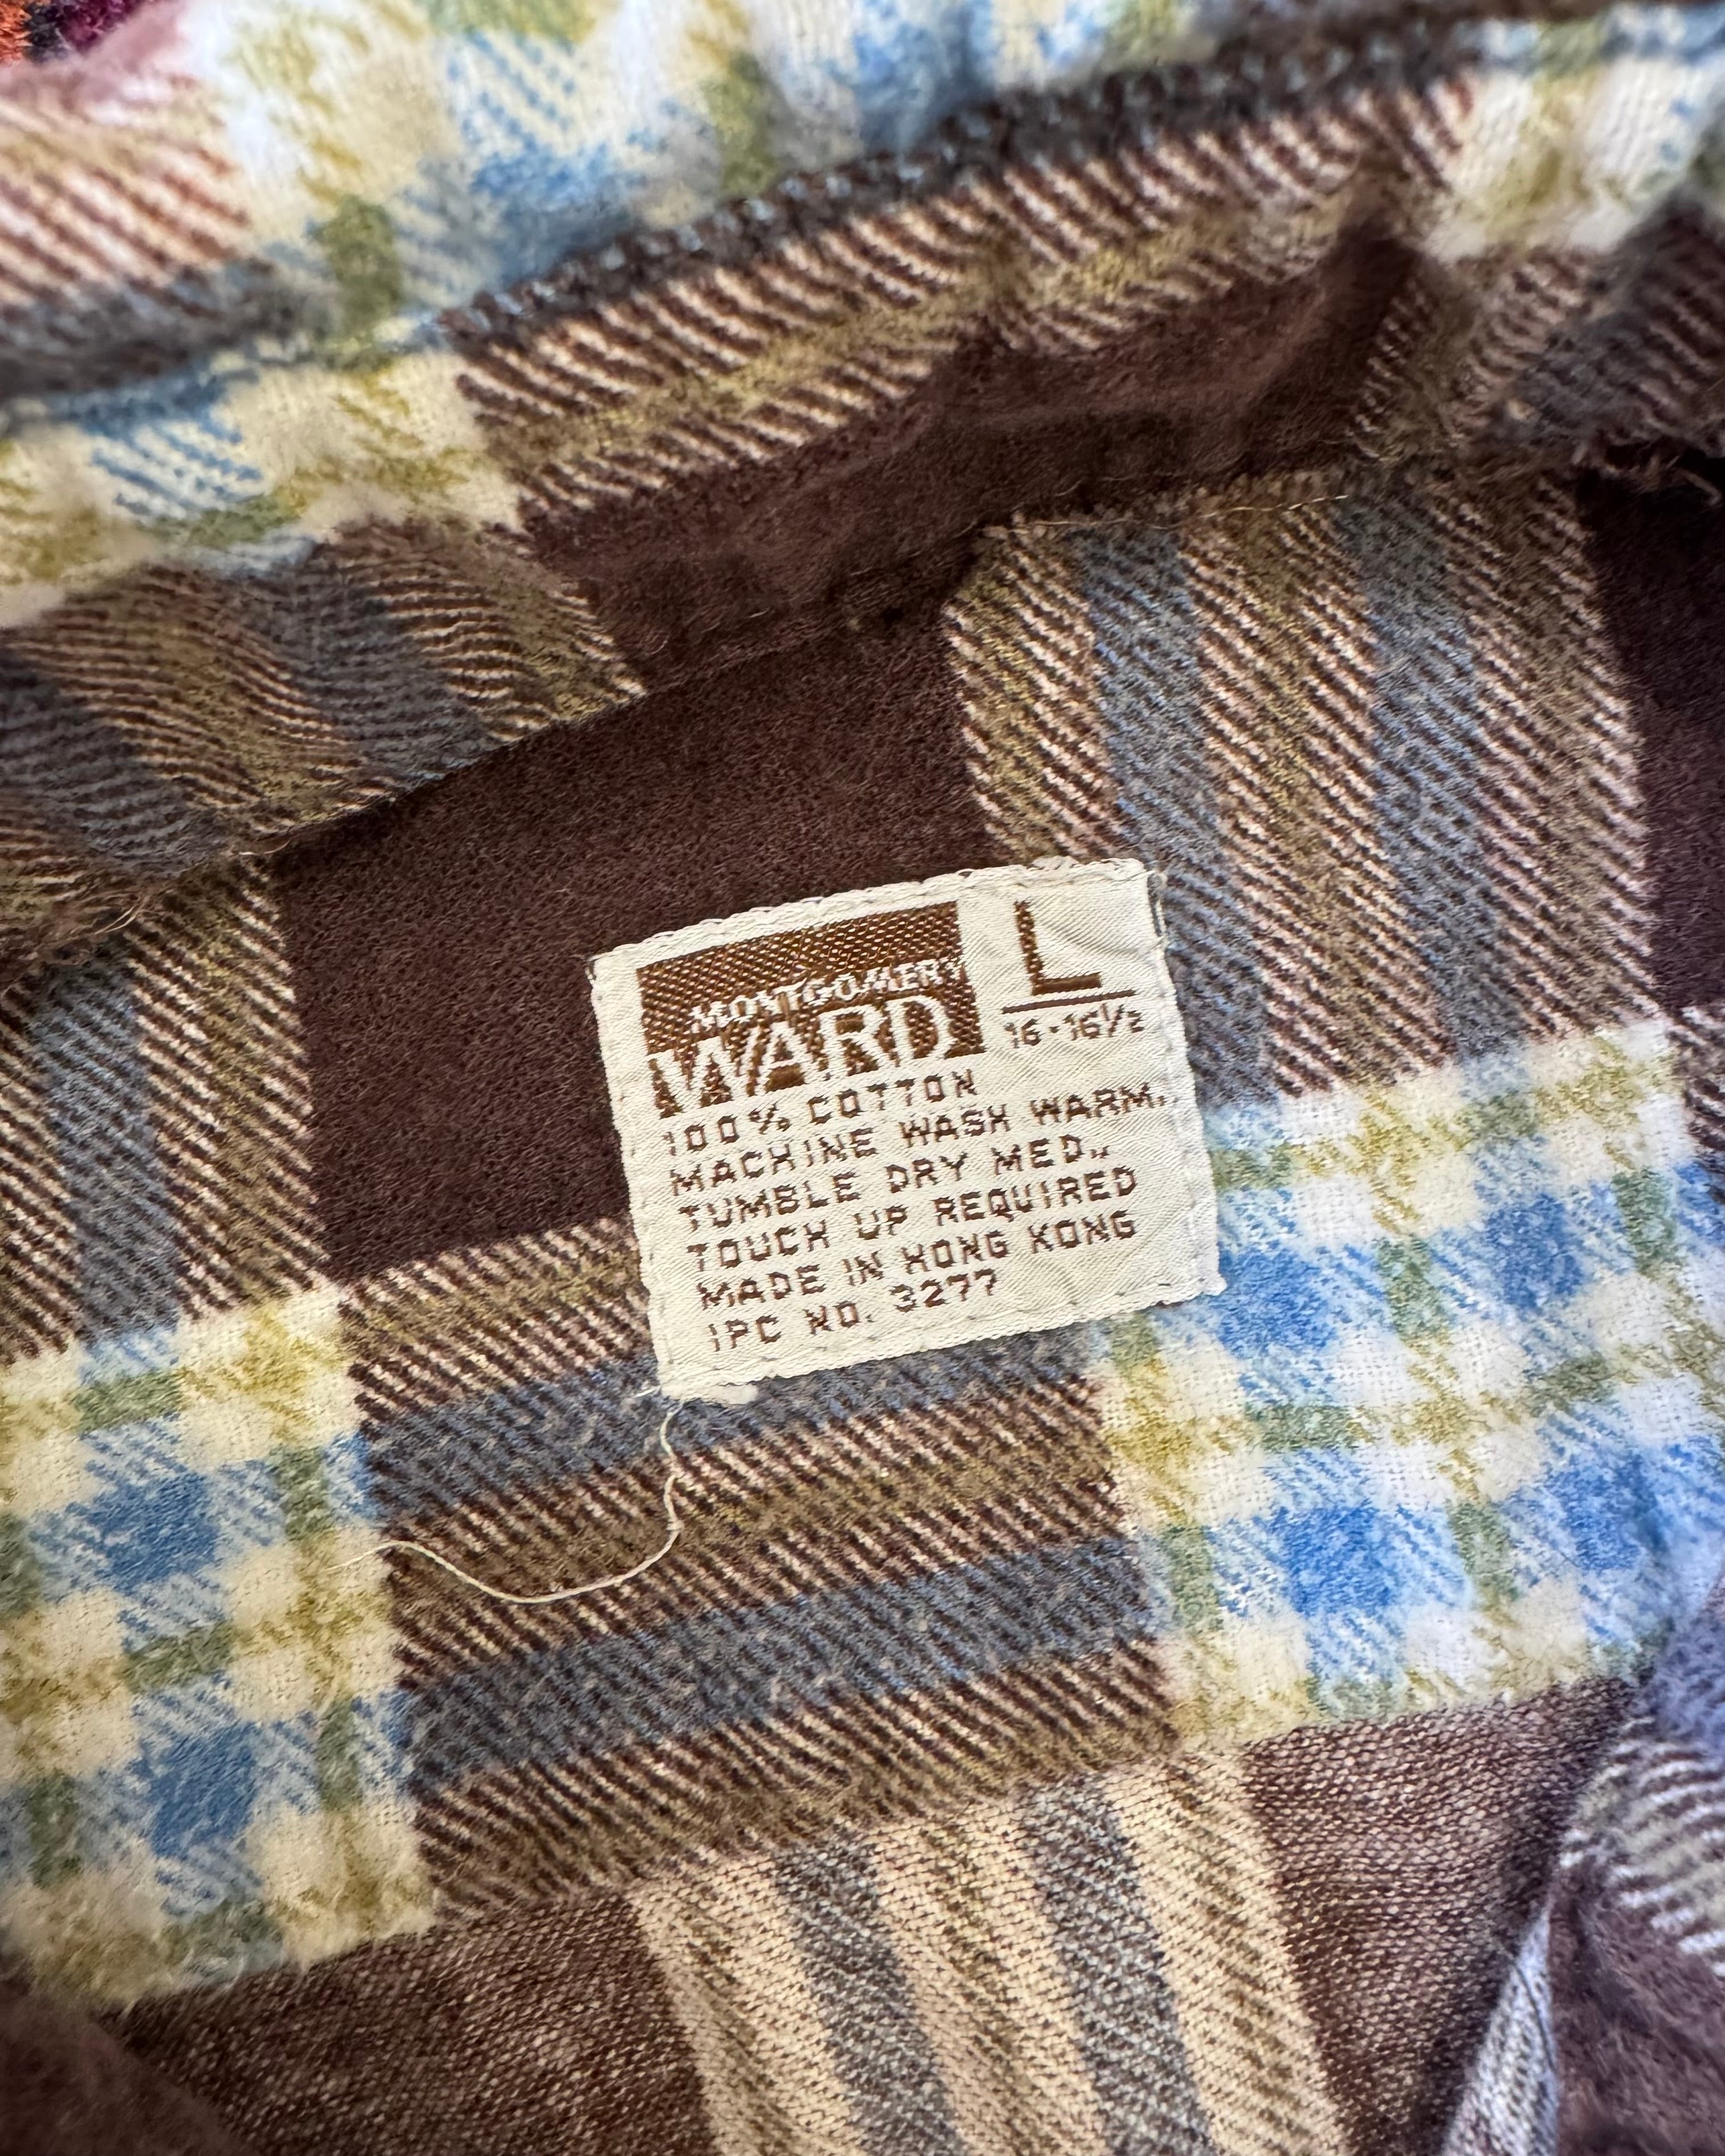 MONTGOMERY
WARD
L
16-16½
100% COTTON
MACHINE WASH WARM,
TUMBLE DRY MED.,
TOUCH UP REQUIRED
MADE IN HONG KONG
IPC NO. 3277